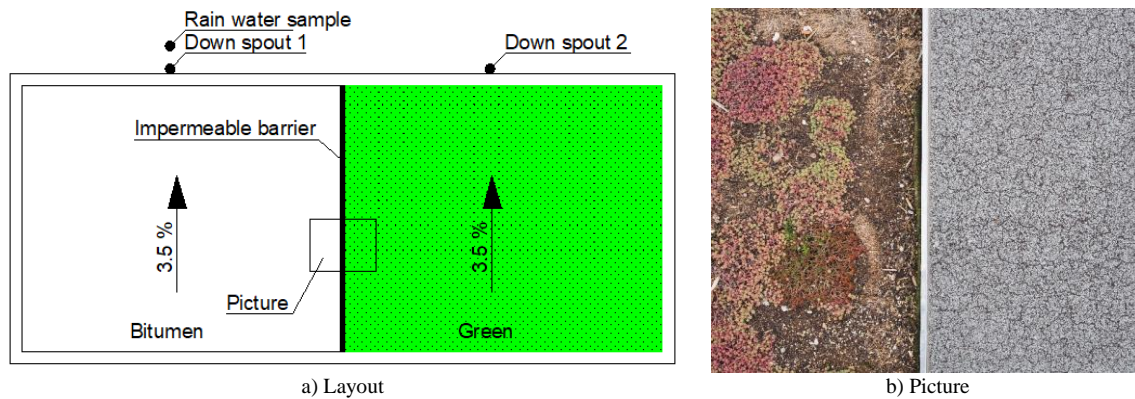 Rain water sample
Down spout 1
Down spout 2
Impermeable barrier
3.5 %
3.5 %
Picture
Bitumen
Green
a) Layout
b) Picture